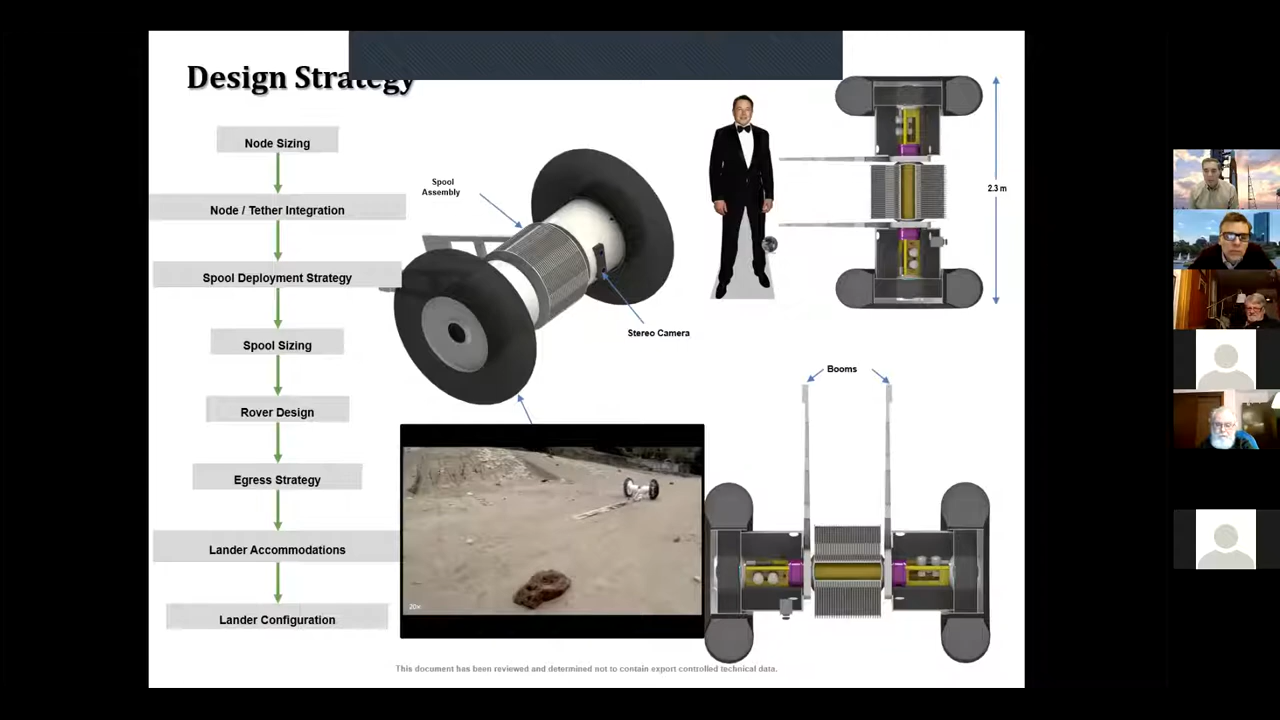 Design Strategy
Node Sizing
Node / Tether Integration
Spool Deployment Strategy
Spool Sizing
Rover Design
Egress Strategy
Lander Accommodations
Lander Configuration
Spool
Assembly
Stereo Camera
2.3 m
Booms
20x
This document has been reviewed and determined not to contain export controlled technical data.